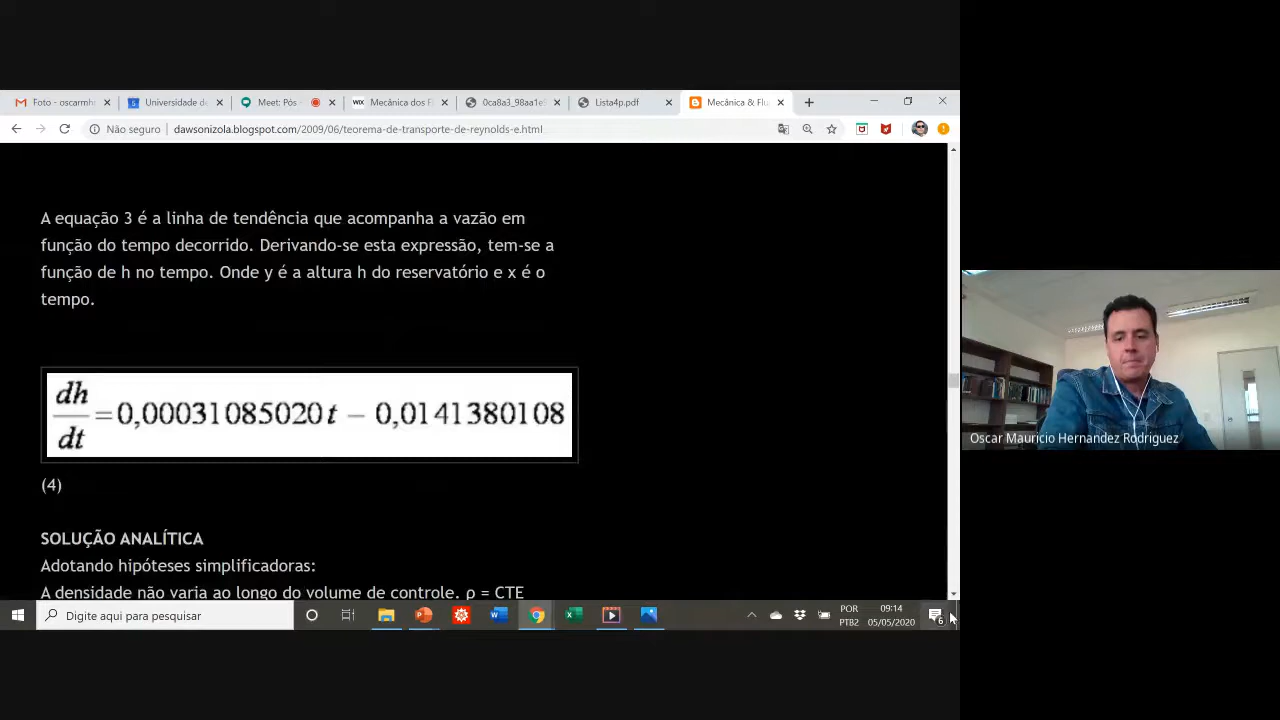 Foto - oscarmh
Universidade de
Meet: Pós
WIX Mecânica dos F
0ca8a3_98aa1e
Lista4p.pdf
Mecânica & Flu
Não seguro
dawsonizola.blogspot.com/2009/06/teorema-de-transporte-de-reynolds-e.html
A equação 3 é a linha de tendência que acompanha a vazão em
função do tempo decorrido. Derivando-se esta expressão, tem-se a
função de h no tempo. Onde y é a altura h do reservatório e x é o
tempo.
dh/dt = 0,00031085020 t − 0,0141380108
(4)
SOLUÇÃO ANALÍTICA
Adotando hipóteses simplificadoras:
A densidade não varia ao longo do volume de controle. ρ = CTE
Oscar Mauricio Hernandez Rodriguez
Digite aqui para pesquisar
POR
PTB2
09:14
05/05/2020
6